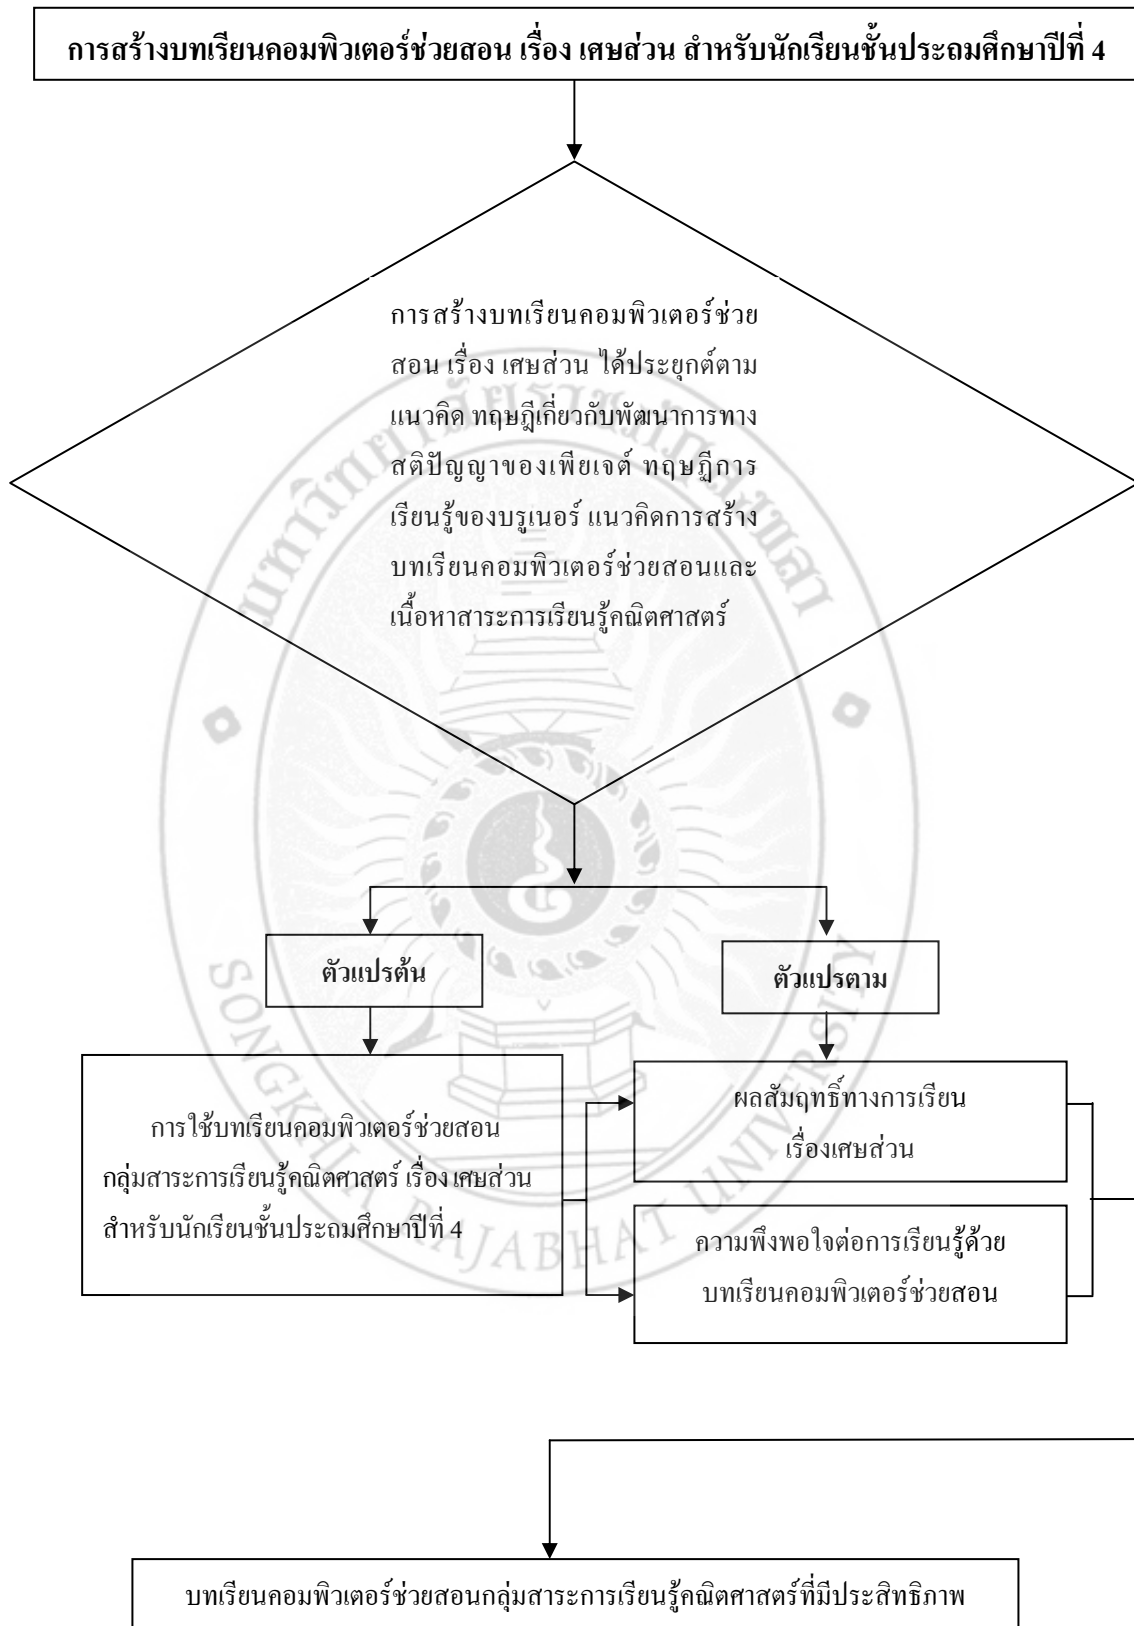 การสร้างบทเรียนคอมพิวเตอร์ช่วยสอน เรื่อง เศษส่วน สำหรับนักเรียนชั้นประถมศึกษาปีที่ 4
การสร้างบทเรียนคอมพิวเตอร์ช่วย
สอน เรื่อง เศษส่วน ได้ประยุกต์ตาม
แนวคิด ทฤษฎีเกี่ยวกับพัฒนาการทาง
สติปัญญาของเพียเจต์ ทฤษฎีการ
เรียนรู้ของบรูเนอร์ แนวคิดการสร้าง
บทเรียนคอมพิวเตอร์ช่วยสอนและ
เนื้อหาสาระการเรียนรู้คณิตศาสตร์
มหาวิทยาลัยราชภัฏสงขลา
ตัวแปรต้น
ตัวแปรตาม
การใช้บทเรียนคอมพิวเตอร์ช่วยสอน
กลุ่มสาระการเรียนรู้คณิตศาสตร์ เรื่อง เศษส่วน
สำหรับนักเรียนชั้นประถมศึกษาปีที่ 4
ผลสัมฤทธิ์ทางการเรียน
เรื่องเศษส่วน
ความพึงพอใจต่อการเรียนรู้ด้วย
บทเรียนคอมพิวเตอร์ช่วยสอน
SONGKHLA RAJABHAT UNIVERSITY
บทเรียนคอมพิวเตอร์ช่วยสอนกลุ่มสาระการเรียนรู้คณิตศาสตร์ที่มีประสิทธิภาพ